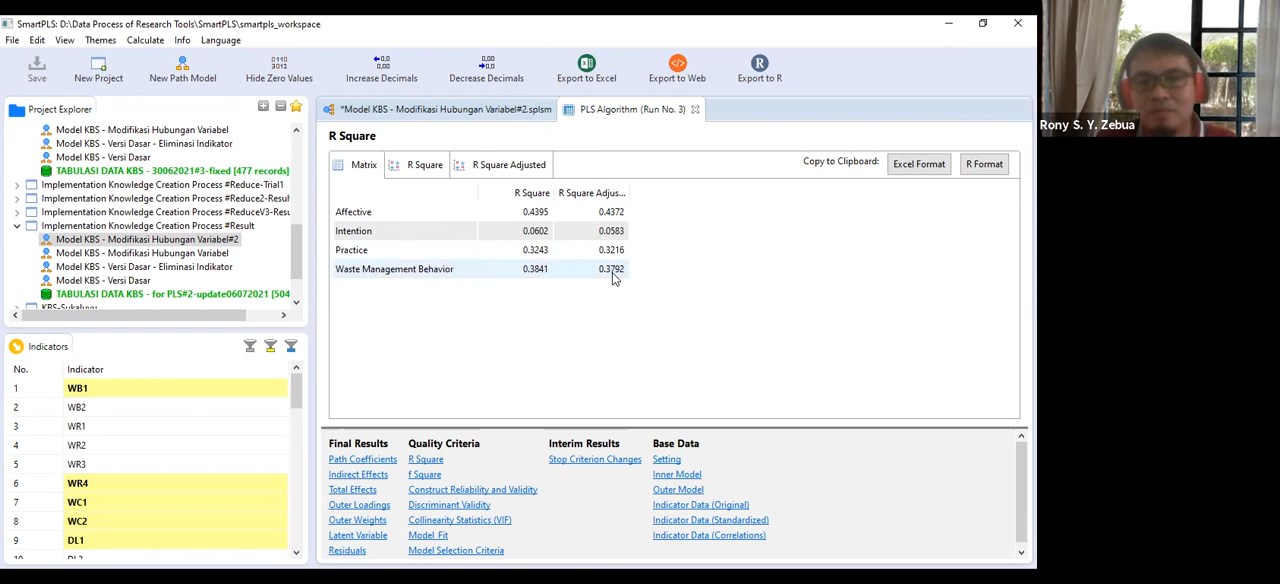 SmartPLS: D:\Data Process of Research Tools\SmartPLS\smartpls_workspace
File Edit View Themes Calculate Info Language
Save New Project New Path Model Hide Zero Values Increase Decimals Decrease Decimals Export to Excel Export to Web Export to R
Project Explorer
Model KBS - Modifikasi Hubungan Variabel
Model KBS - Versi Dasar - Eliminasi Indikator
Model KBS - Versi Dasar
TABULASI DATA KBS - 30062021#3-fixed [477 records]
Implementation Knowledge Creation Process #Reduce-Trial1
Implementation Knowledge Creation Process #Reduce2-Resul
Implementation Knowledge Creation Process #ReduceV3-Resu
Implementation Knowledge Creation Process #Result
Model KBS - Modifikasi Hubungan Variabel#2
Model KBS - Modifikasi Hubungan Variabel
Model KBS - Versi Dasar - Eliminasi Indikator
Model KBS - Versi Dasar
TABULASI DATA KBS - for PLS#2-update06072021 [504
KBS-Sukaluyu
Indicators
No. Indicator
1 WB1
2 WB2
3 WR1
4 WR2
5 WR3
6 WR4
7 WC1
8 WC2
9 DL1
*Model KBS - Modifikasi Hubungan Variabel#2.splsm PLS Algorithm (Run No. 3)
R Square
Matrix R Square R Square Adjusted Copy to Clipboard: Excel Format R Format
R Square R Square Adjus...
Affective 0.4395 0.4372
Intention 0.0602 0.0583
Practice 0.3243 0.3216
Waste Management Behavior 0.3841 0.3792
Final Results Quality Criteria Interim Results Base Data
Path Coefficients R Square Stop Criterion Changes Setting
Indirect Effects f Square Inner Model
Total Effects Construct Reliability and Validity Outer Model
Outer Loadings Discriminant Validity Indicator Data (Original)
Outer Weights Collinearity Statistics (VIF) Indicator Data (Standardized)
Latent Variable Model_Fit Indicator Data (Correlations)
Residuals Model Selection Criteria
Rony S. Y. Zebua